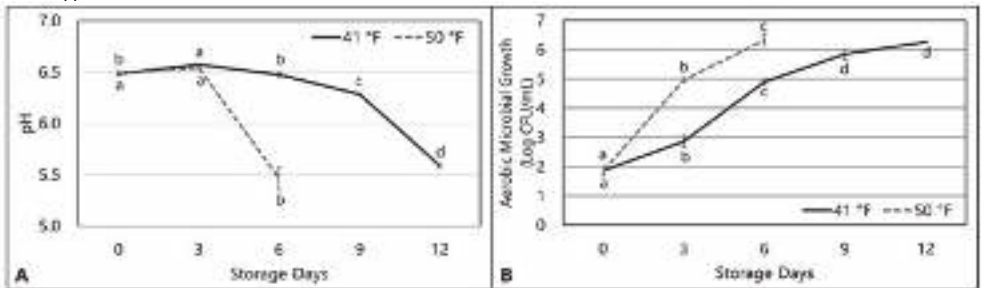 7.0
6.5
6.0
5.5
5.0
pH
41 °F
50 °F
b
a
a
a
b
c
d
b
0
3
6
9
12
A
Storage Days
7
6
5
4
3
2
1
0
Aerobic Microbial Growth
(Log CFU/mL)
a
a
b
b
c
c
d
d
41 °F
50 °F
0
3
6
9
12
B
Storage Days